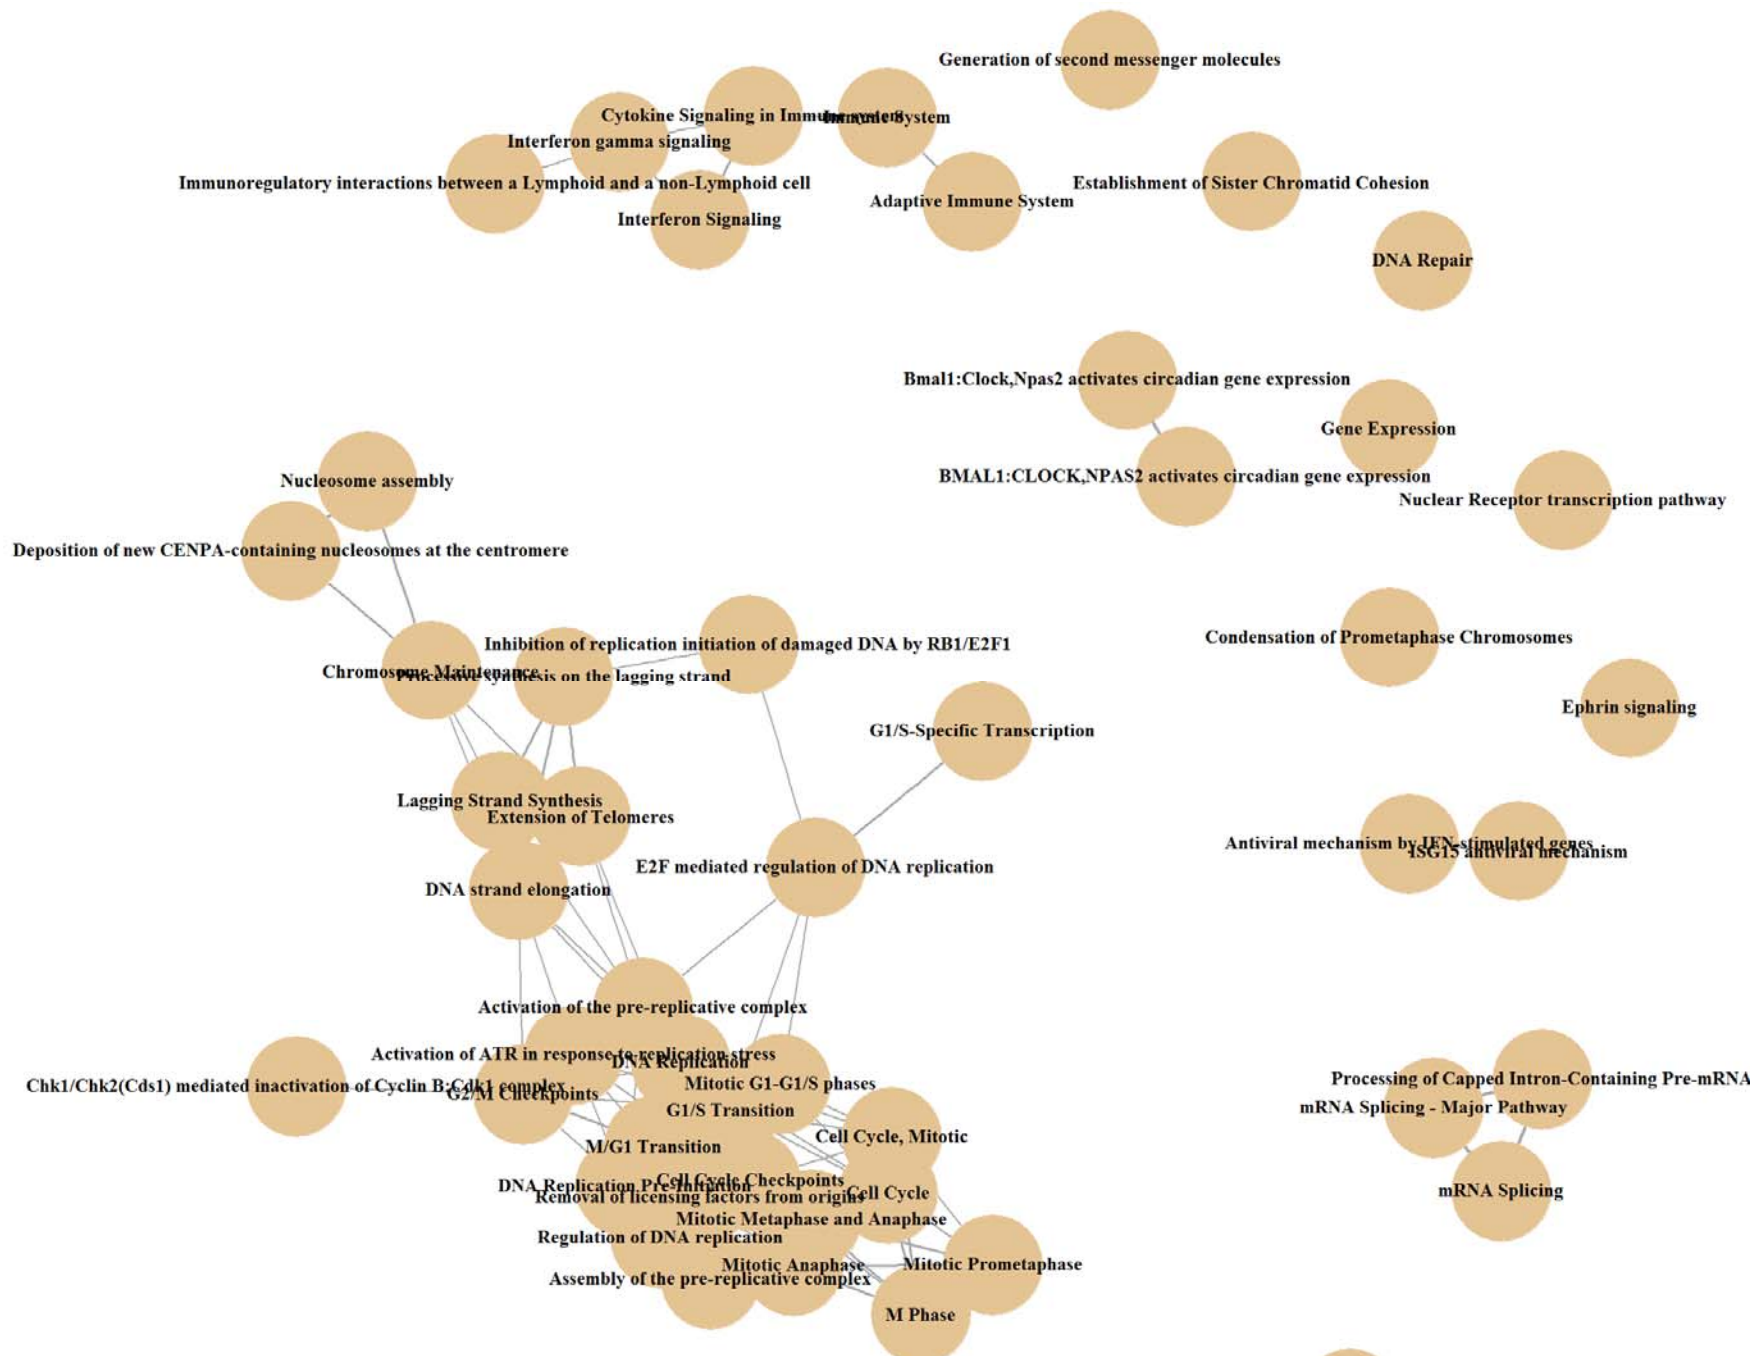 Generation of second messenger molecules
Cytokine Signaling in Immune system
Immune System
Interferon gamma signaling
Immunoregulatory interactions between a Lymphoid and a non-Lymphoid cell
Establishment of Sister Chromatid Cohesion
Adaptive Immune System
Interferon Signaling
DNA Repair
Bmal1:Clock,Npas2 activates circadian gene expression
Gene Expression
BMAL1:CLOCK,NPAS2 activates circadian gene expression
Nucleosome assembly
Nuclear Receptor transcription pathway
Deposition of new CENPA-containing nucleosomes at the centromere
Condensation of Prometaphase Chromosomes
Inhibition of replication initiation of damaged DNA by RB1/E2F1
Chromosome Maintenance
Processive synthesis on the lagging strand
Ephrin signaling
G1/S-Specific Transcription
Lagging Strand Synthesis
Extension of Telomeres
Antiviral mechanism by IFN-stimulated genes
ISG15 antiviral mechanism
E2F mediated regulation of DNA replication
DNA strand elongation
Activation of the pre-replicative complex
Activation of ATR in response to replication stress
DNA Replication
Processing of Capped Intron-Containing Pre-mRNA
Mitotic G1-G1/S phases
Chk1/Chk2(Cds1) mediated inactivation of Cyclin B:Cdk1 complex
G2/M Checkpoints
mRNA Splicing - Major Pathway
G1/S Transition
Cell Cycle, Mitotic
M/G1 Transition
Cell Cycle Checkpoints
DNA Replication Pre-Initiation
mRNA Splicing
Cell Cycle
Removal of licensing factors from origins
Mitotic Metaphase and Anaphase
Regulation of DNA replication
Mitotic Anaphase
Mitotic Prometaphase
Assembly of the pre-replicative complex
M Phase